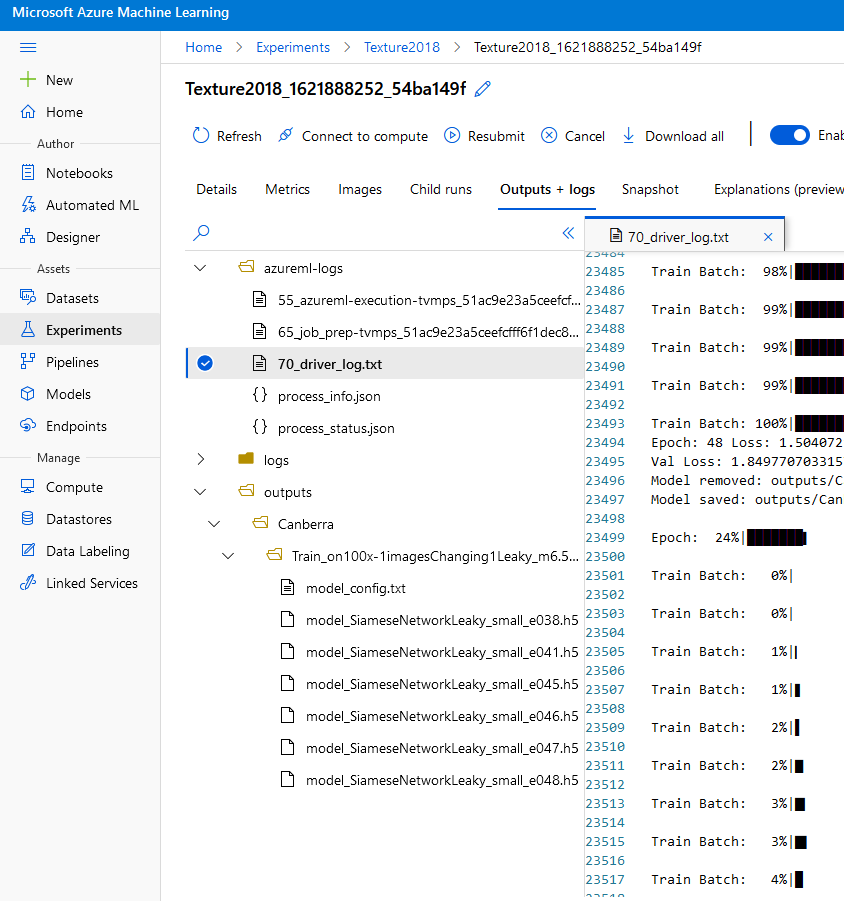 Microsoft Azure Machine Learning
New
Home
Author
Notebooks
Automated ML
Designer
Assets
Datasets
Experiments
Pipelines
Models
Endpoints
Manage
Compute
Datastores
Data Labeling
Linked Services
Home > Experiments > Texture2018 > Texture2018_1621888252_54ba149f
Texture2018_1621888252_54ba149f
Refresh Connect to compute Resubmit Cancel Download all Enab
Details Metrics Images Child runs Outputs + logs Snapshot Explanations (preview
azureml-logs
55_azureml-execution-tvmps_51ac9e23a5ceefcf...
65_job_prep-tvmps_51ac9e23a5ceefcfff6f1dec8...
70_driver_log.txt
{} process_info.json
{} process_status.json
logs
outputs
Canberra
Train_on100x-1imagesChanging1Leaky_m6.5...
model_config.txt
model_SiameseNetworkLeaky_small_e038.h5
model_SiameseNetworkLeaky_small_e041.h5
model_SiameseNetworkLeaky_small_e045.h5
model_SiameseNetworkLeaky_small_e046.h5
model_SiameseNetworkLeaky_small_e047.h5
model_SiameseNetworkLeaky_small_e048.h5
70_driver_log.txt
23484
23485 Train Batch: 98%|
23486
23487 Train Batch: 99%|
23488
23489 Train Batch: 99%|
23490
23491 Train Batch: 99%|
23492
23493 Train Batch: 100%|
23494 Epoch: 48 Loss: 1.504072
23495 Val Loss: 1.849770703315
23496 Model removed: outputs/C
23497 Model saved: outputs/Can
23498
23499 Epoch: 24%|
23500
23501 Train Batch: 0%|
23502
23503 Train Batch: 0%|
23504
23505 Train Batch: 1%|
23506
23507 Train Batch: 1%|
23508
23509 Train Batch: 2%|
23510
23511 Train Batch: 2%|
23512
23513 Train Batch: 3%|
23514
23515 Train Batch: 3%|
23516
23517 Train Batch: 4%|